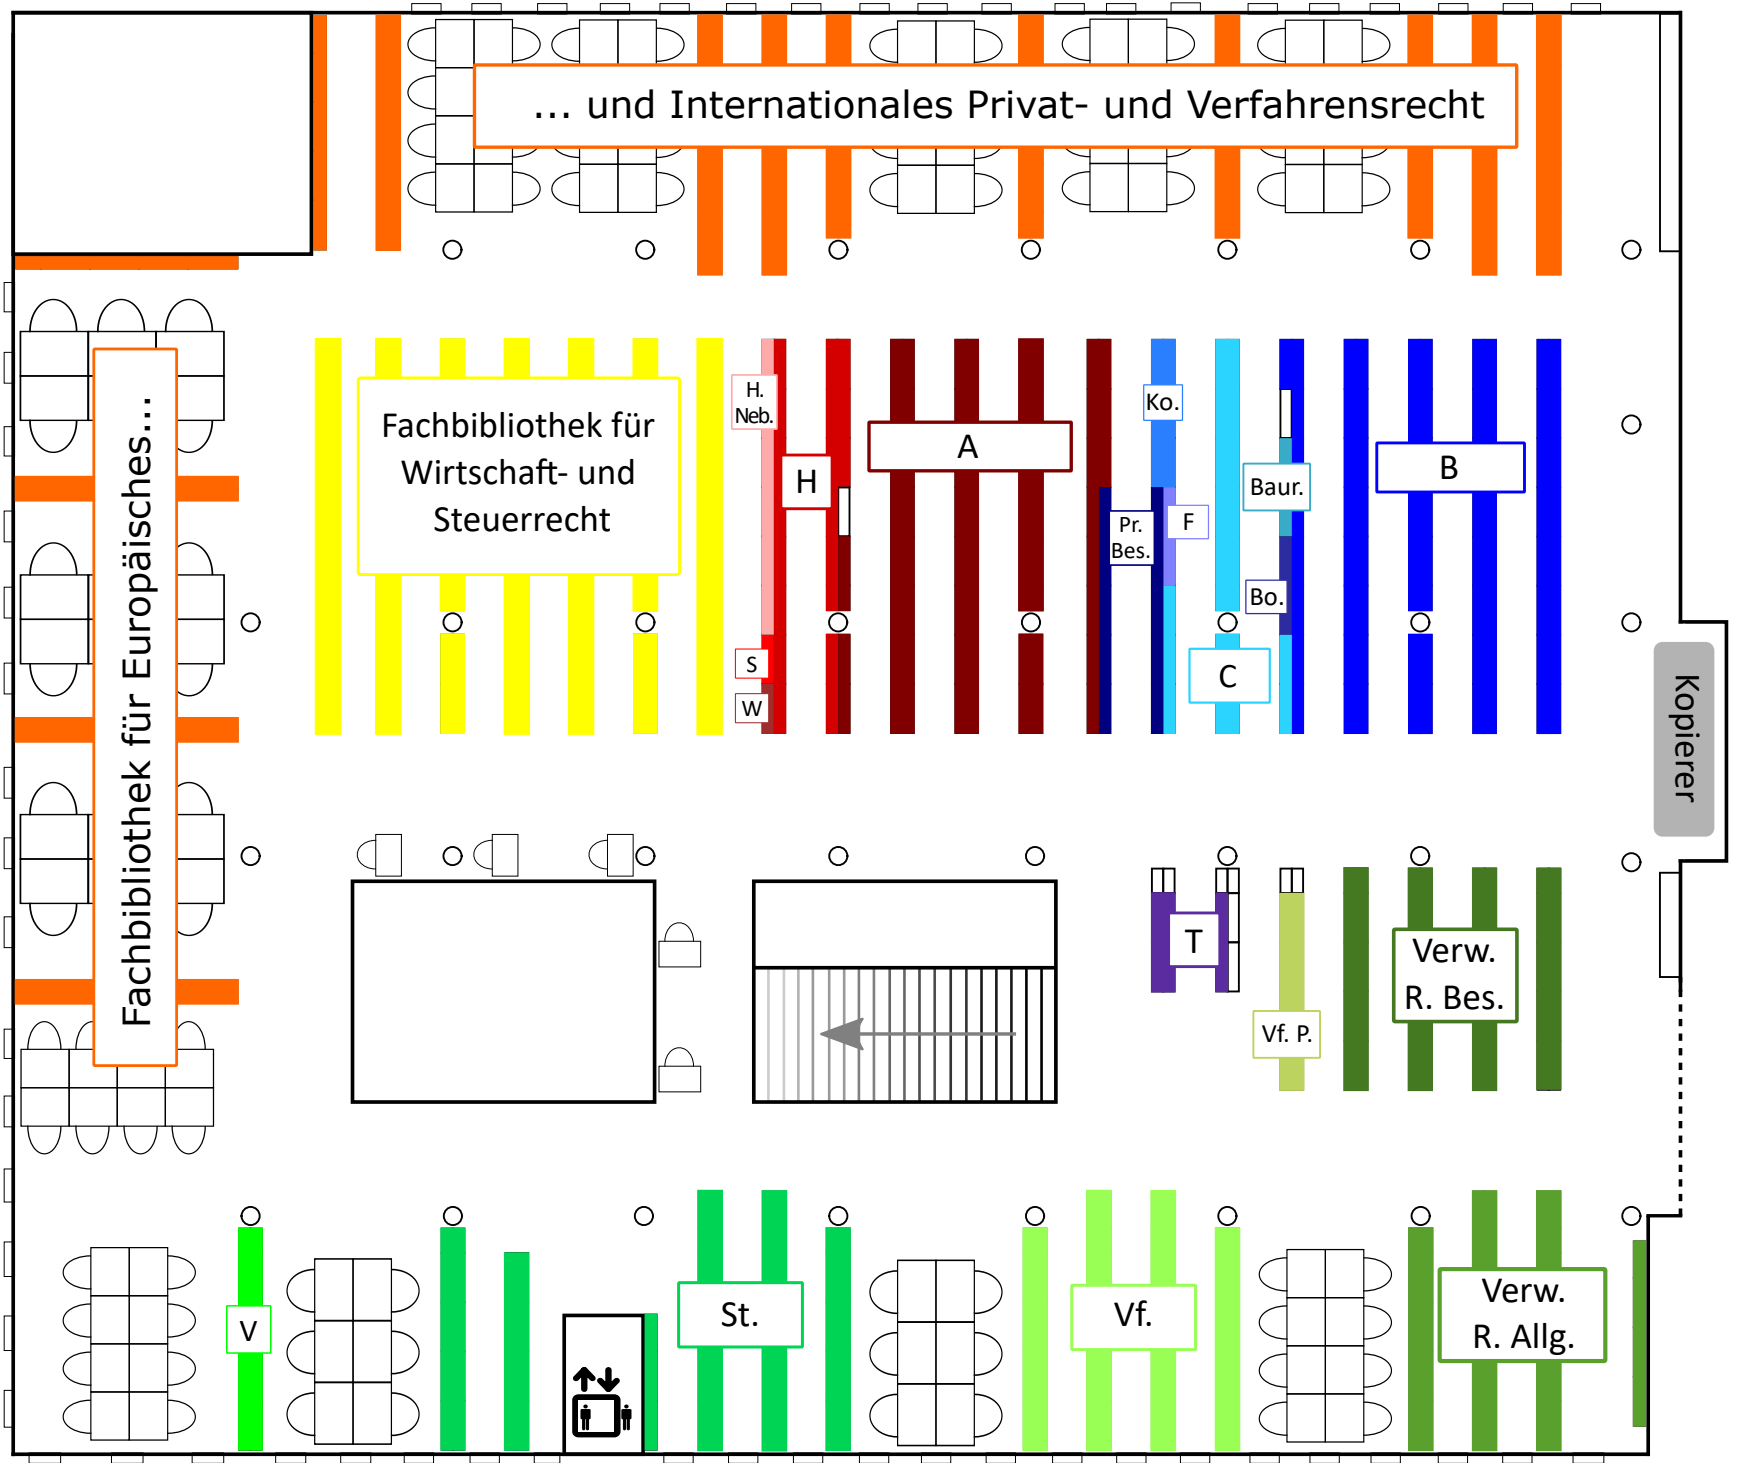 ... und Internationales Privat- und Verfahrensrecht
Fachbibliothek für Europäisches...
Fachbibliothek für
Wirtschaft- und
Steuerrecht
H.
Neb.
H
A
Ko.
Pr.
Bes.
F
Baur.
Bo.
B
S
W
C
Kopierer
T
Vf. P.
Verw.
R. Bes.
V
St.
Vf.
Verw.
R. Allg.